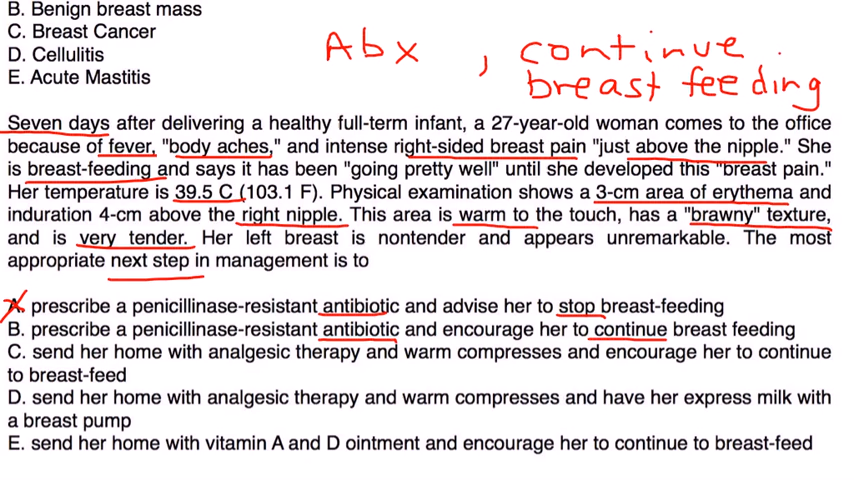 B. Benign breast mass
C. Breast Cancer
D. Cellulitis
E. Acute Mastitis
Abx , continue
breast feeding
Seven days after delivering a healthy full-term infant, a 27-year-old woman comes to the office
because of fever, "body aches," and intense right-sided breast pain "just above the nipple." She
is breast-feeding and says it has been "going pretty well" until she developed this "breast pain."
Her temperature is 39.5 C (103.1 F). Physical examination shows a 3-cm area of erythema and
induration 4-cm above the right nipple. This area is warm to the touch, has a "brawny" texture,
and is very tender. Her left breast is nontender and appears unremarkable. The most
appropriate next step in management is to
A. prescribe a penicillinase-resistant antibiotic and advise her to stop breast-feeding
B. prescribe a penicillinase-resistant antibiotic and encourage her to continue breast feeding
C. send her home with analgesic therapy and warm compresses and encourage her to continue
to breast-feed
D. send her home with analgesic therapy and warm compresses and have her express milk with
a breast pump
E. send her home with vitamin A and D ointment and encourage her to continue to breast-feed